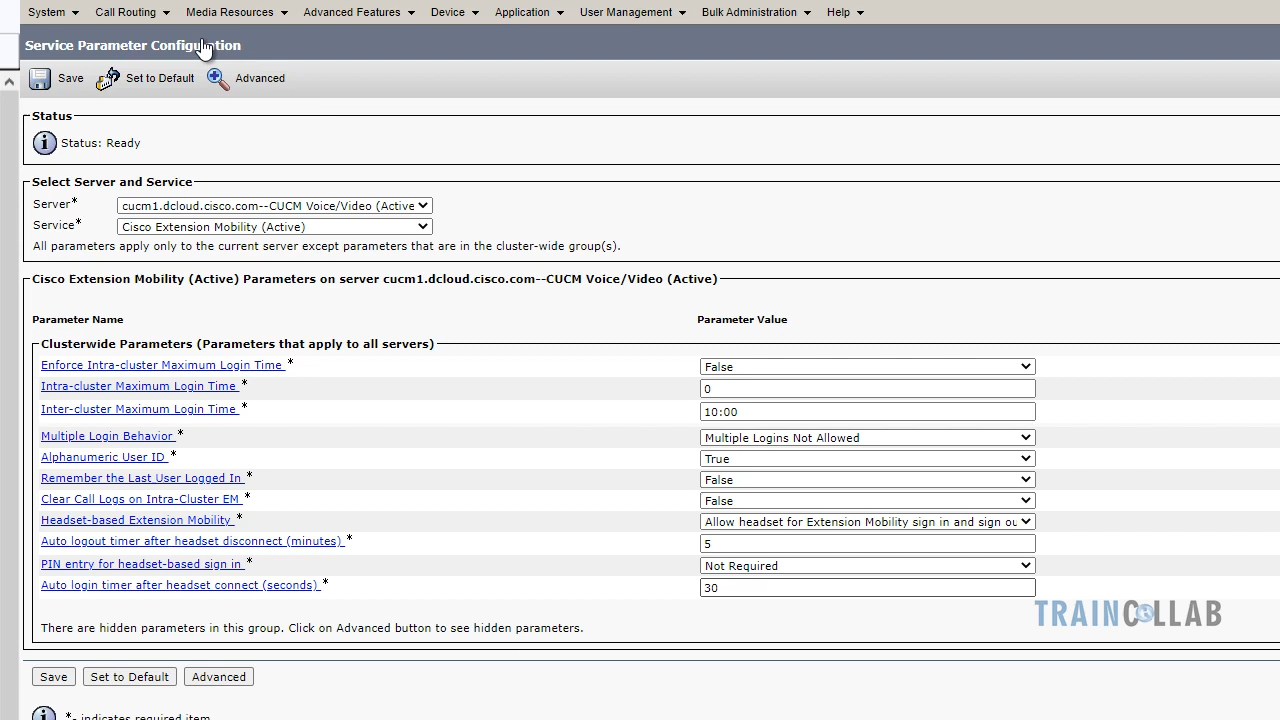 System Call Routing Media Resources Advanced Features Device Application User Management Bulk Administration Help
Service Parameter Configuration
Save Set to Default Advanced
Status
Status: Ready
Select Server and Service
Server* cucm1.dcloud.cisco.com--CUCM Voice/Video (Active
Service* Cisco Extension Mobility (Active)
All parameters apply only to the current server except parameters that are in the cluster-wide group(s).
Cisco Extension Mobility (Active) Parameters on server cucm1.dcloud.cisco.com--CUCM Voice/Video (Active)
Parameter Name Parameter Value
Clusterwide Parameters (Parameters that apply to all servers)
Enforce Intra-cluster Maximum Login Time * False
Intra-cluster Maximum Login Time * 0
Inter-cluster Maximum Login Time * 10:00
Multiple Login Behavior * Multiple Logins Not Allowed
Alphanumeric User ID * True
Remember the Last User Logged In * False
Clear Call Logs on Intra-Cluster EM * False
Headset-based Extension Mobility * Allow headset for Extension Mobility sign in and sign ou
Auto logout timer after headset disconnect (minutes) * 5
PIN entry for headset-based sign in * Not Required
Auto login timer after headset connect (seconds) * 30
TRAINCOLLAB
There are hidden parameters in this group. Click on Advanced button to see hidden parameters.
Save Set to Default Advanced
*- indicates required item